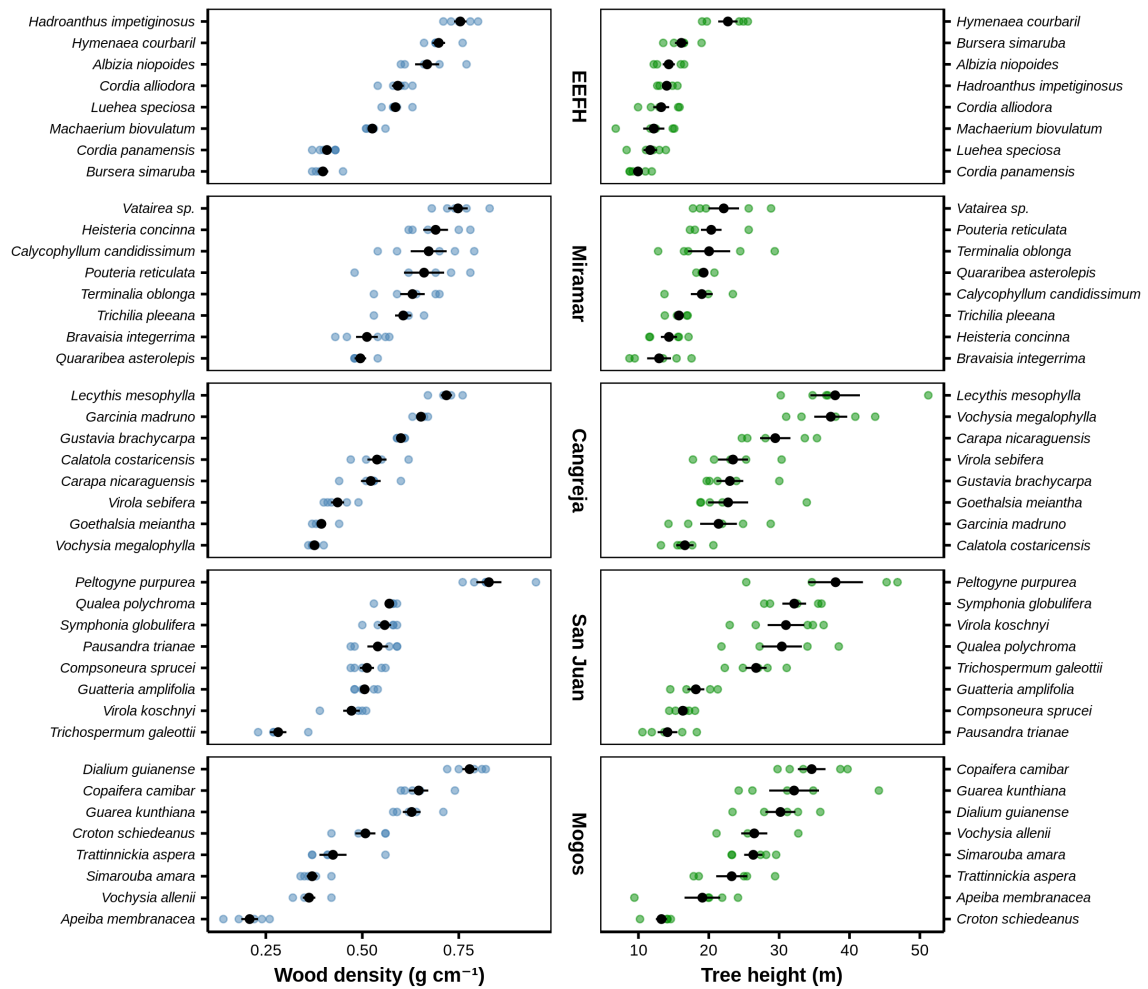 Hadroanthus impetiginosus
Hymenaea courbaril
Albizia niopoides
Cordia alliodora
Luehea speciosa
Machaerium biovulatum
Cordia panamensis
Bursera simaruba
EEFH
Hymenaea courbaril
Bursera simaruba
Albizia niopoides
Hadroanthus impetiginosus
Cordia alliodora
Machaerium biovulatum
Luehea speciosa
Cordia panamensis
Vatairea sp.
Heisteria concinna
Calycophyllum candidissimum
Pouteria reticulata
Terminalia oblonga
Trichilia pleeana
Bravaisia integerrima
Quararibea asterolepis
Miramar
Vatairea sp.
Pouteria reticulata
Terminalia oblonga
Quararibea asterolepis
Calycophyllum candidissimum
Trichilia pleeana
Heisteria concinna
Bravaisia integerrima
Lecythis mesophylla
Garcinia madruno
Gustavia brachycarpa
Calatola costaricensis
Carapa nicaraguensis
Virola sebifera
Goethalsia meiantha
Vochysia megalophylla
Cangreja
Lecythis mesophylla
Vochysia megalophylla
Carapa nicaraguensis
Virola sebifera
Gustavia brachycarpa
Goethalsia meiantha
Garcinia madruno
Calatola costaricensis
Peltogyne purpurea
Qualea polychroma
Symphonia globulifera
Pausandra trianae
Compsoneura sprucei
Guatteria amplifolia
Virola koschnyi
Trichospermum galeottii
San Juan
Peltogyne purpurea
Symphonia globulifera
Virola koschnyi
Qualea polychroma
Trichospermum galeottii
Guatteria amplifolia
Compsoneura sprucei
Pausandra trianae
Dialium guianense
Copaifera camibar
Guarea kunthiana
Croton schiedeanus
Trattinnickia aspera
Simarouba amara
Vochysia allenii
Apeiba membranacea
Mogos
Copaifera camibar
Guarea kunthiana
Dialium guianense
Vochysia allenii
Simarouba amara
Trattinnickia aspera
Apeiba membranacea
Croton schiedeanus
0.25 0.50 0.75
10 20 30 40 50
Wood density (g cm⁻¹)
Tree height (m)